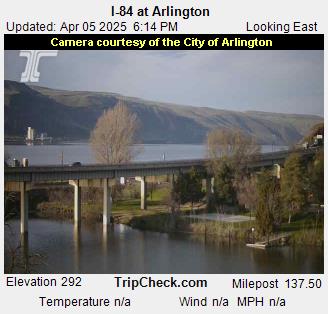 I-84 at Arlington
Updated: Apr 05 2025 6:14 PM Looking East
Camera courtesy of the City of Arlington
Elevation 292 TripCheck.com Milepost 137.50
Temperature n/a Wind n/a MPH n/a